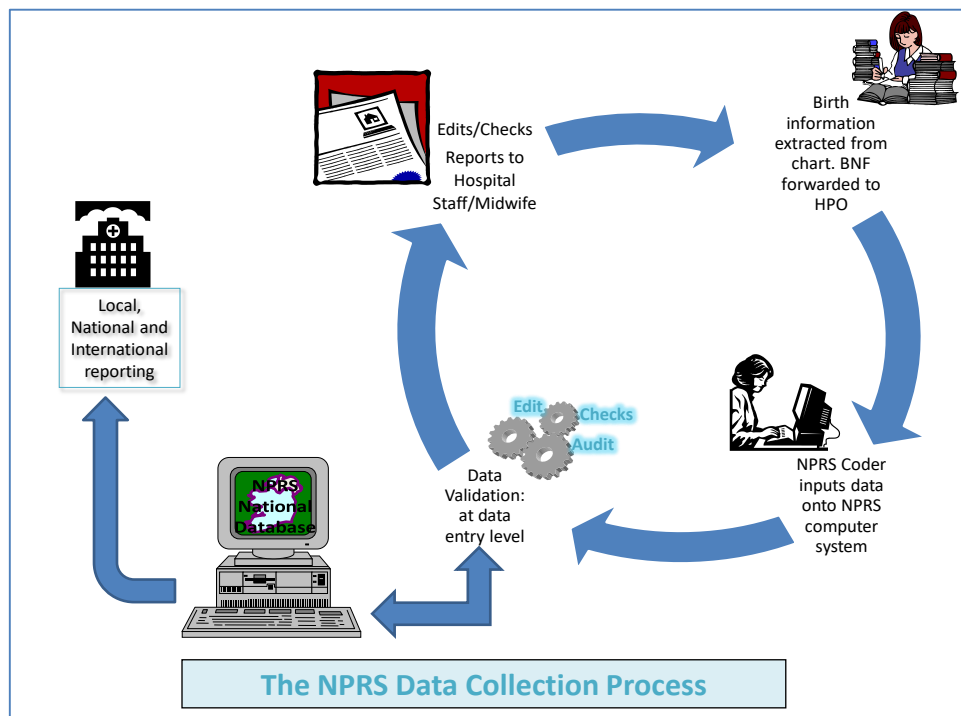 Edits/Checks
Reports to
Hospital
Staff/Midwife
Birth
information
extracted from
chart. BNF
forwarded to
HPO
NPRS Coder
inputs data
onto NPRS
computer
system
Edit
Checks
Audit
Data
Validation:
at data
entry level
NPRS
National
Database
Local,
National and
International
reporting
The NPRS Data Collection Process